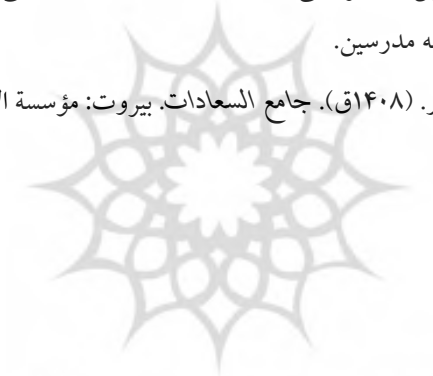 ه مدرسین.
ر. (۱۴۰۸ق). جامع السعادات. بیروت: مؤسسة ال